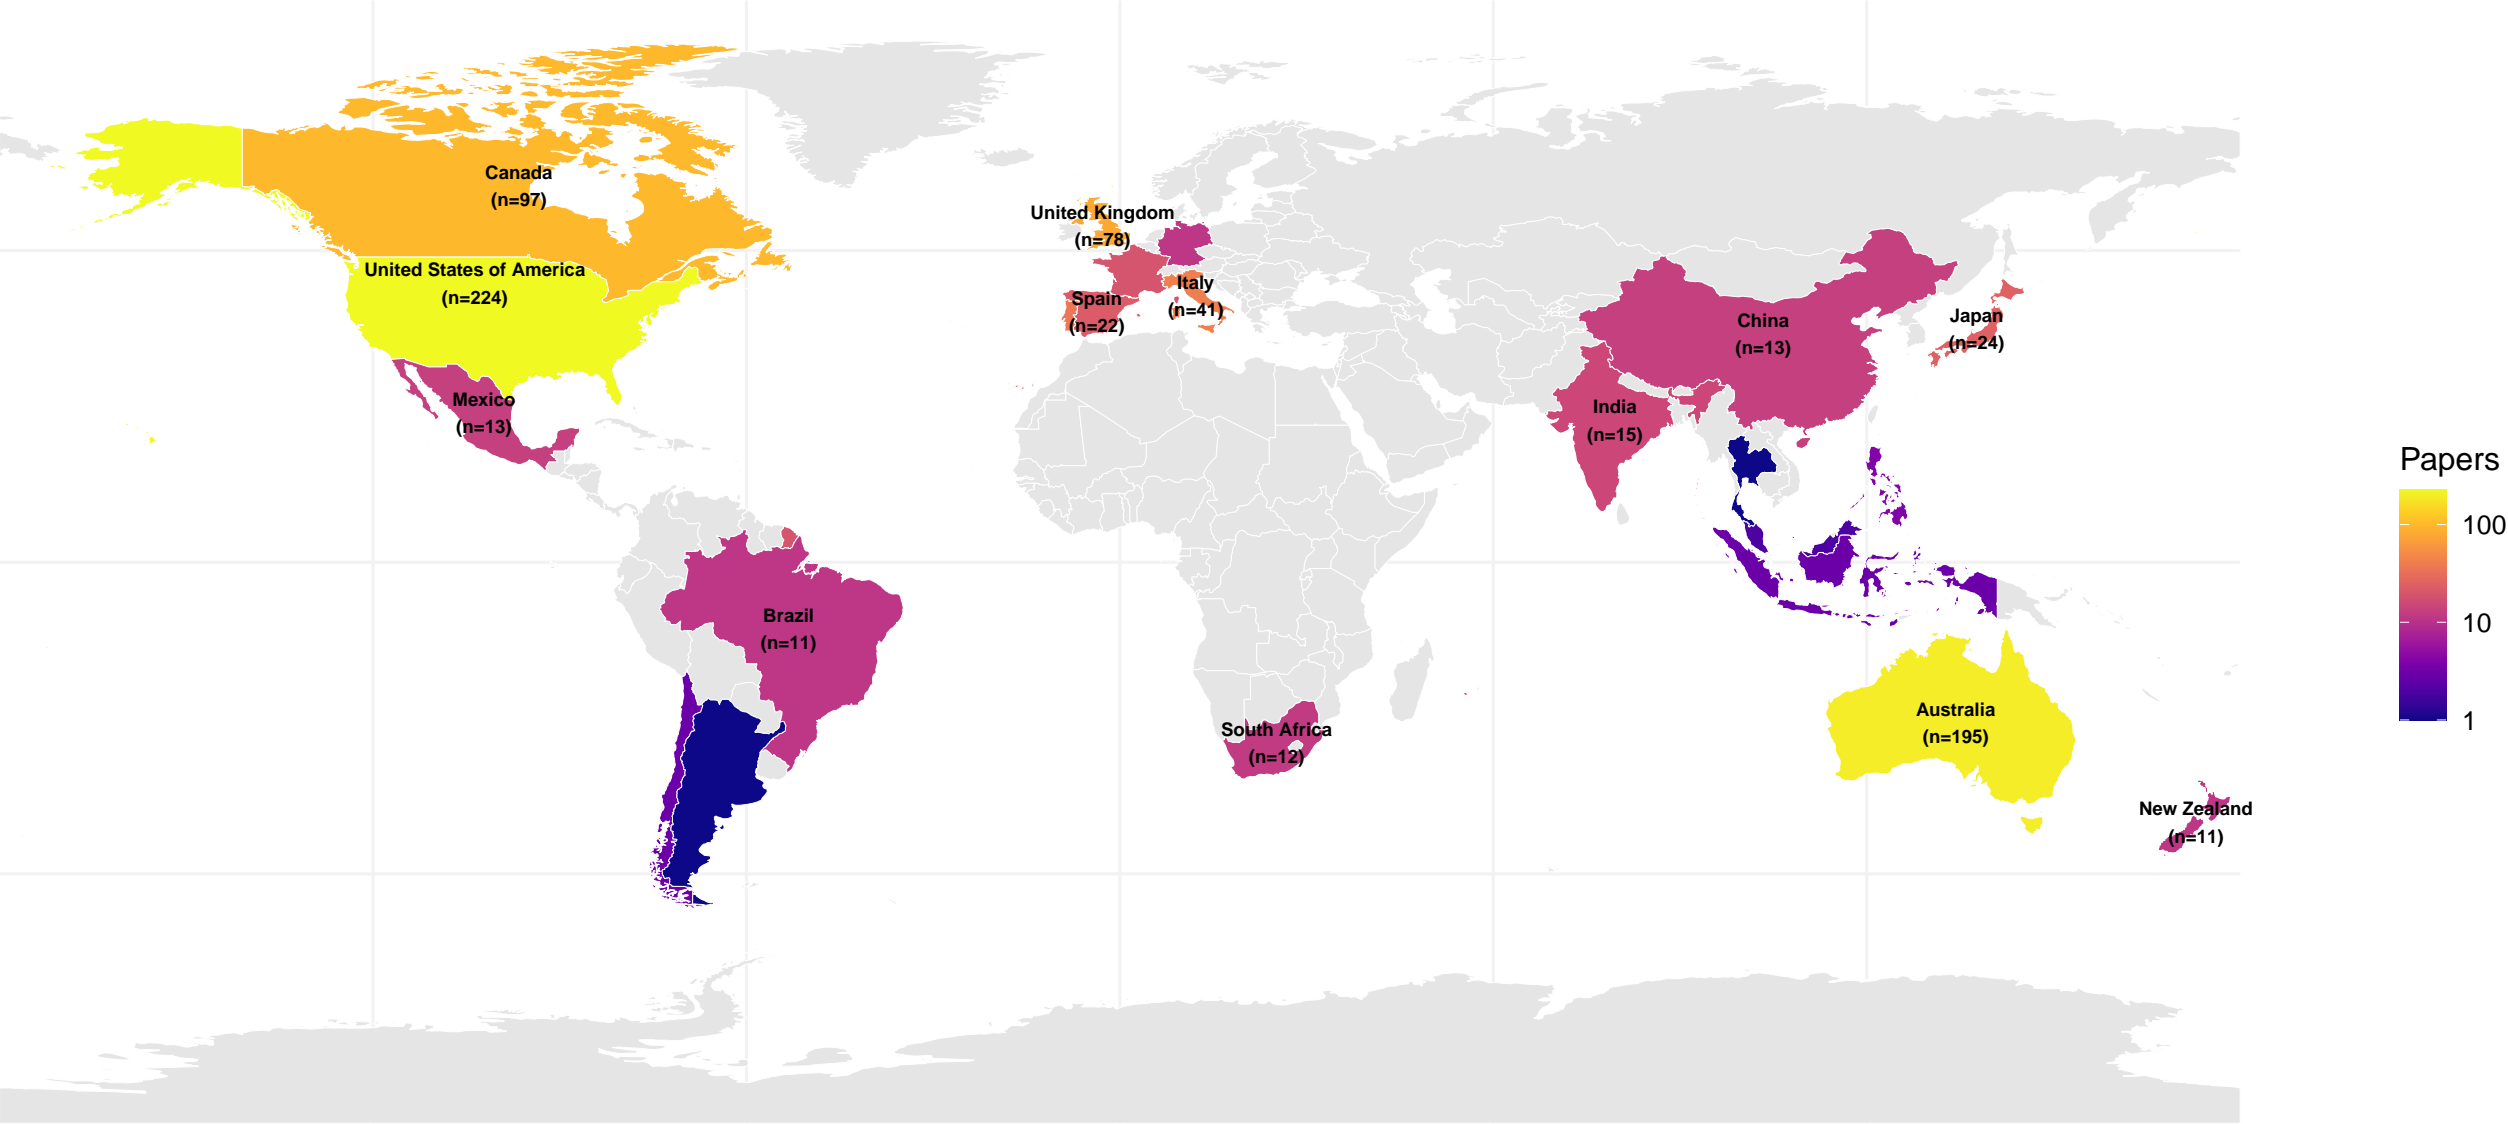 Canada
(n=97)
United Kingdom
(n=78)
United States of America
(n=224)
Italy
(n=41)
Spain
(n=22)
China
(n=13)
Japan
(n=24)
Mexico
(n=13)
India
(n=15)
Papers
100
10
1
Brazil
(n=11)
South Africa
(n=12)
Australia
(n=195)
New Zealand
(n=11)